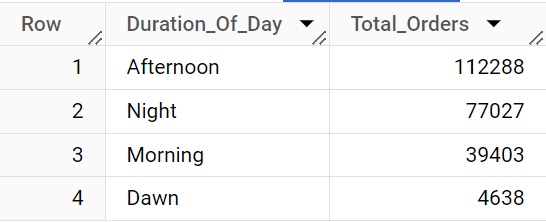 Row Duration_Of_Day Total_Orders
1 Afternoon 112288
2 Night 77027
3 Morning 39403
4 Dawn 4638